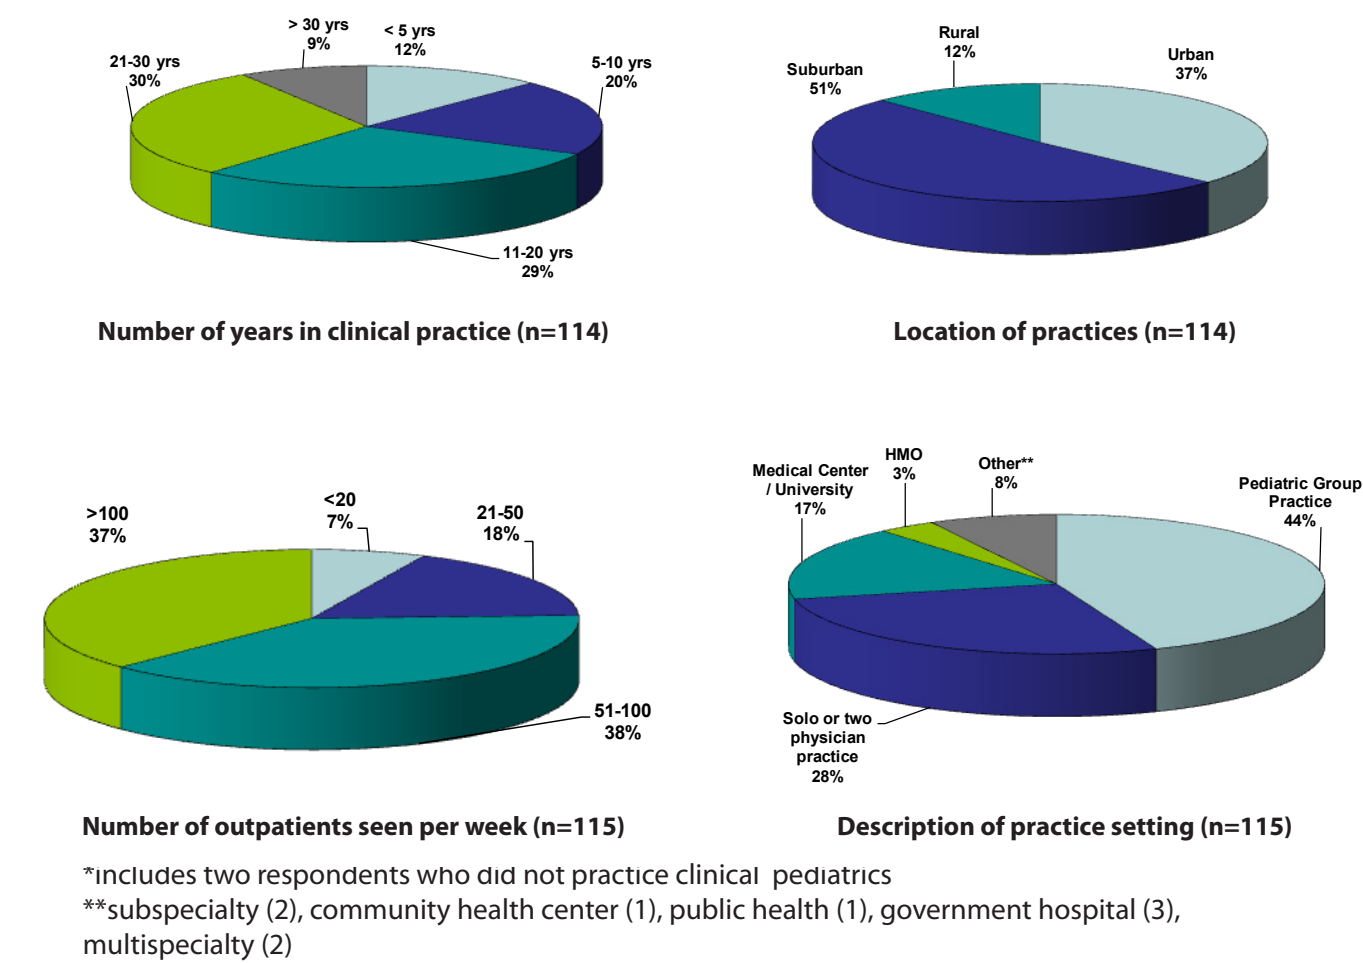 > 30 yrs
9%
< 5 yrs
12%
21-30 yrs
30%
5-10 yrs
20%
11-20 yrs
29%
Number of years in clinical practice (n=114)
Rural
12%
Urban
37%
Suburban
51%
Location of practices (n=114)
<20
7%
21-50
18%
>100
37%
51-100
38%
Number of outpatients seen per week (n=115)
HMO
3%
Other**
8%
Medical Center
/ University
17%
Pediatric Group
Practice
44%
Solo or two
physician
practice
28%
Description of practice setting (n=115)
*includes two respondents who did not practice clinical pediatrics
**subspecialty (2), community health center (1), public health (1), government hospital (3),
multispecialty (2)